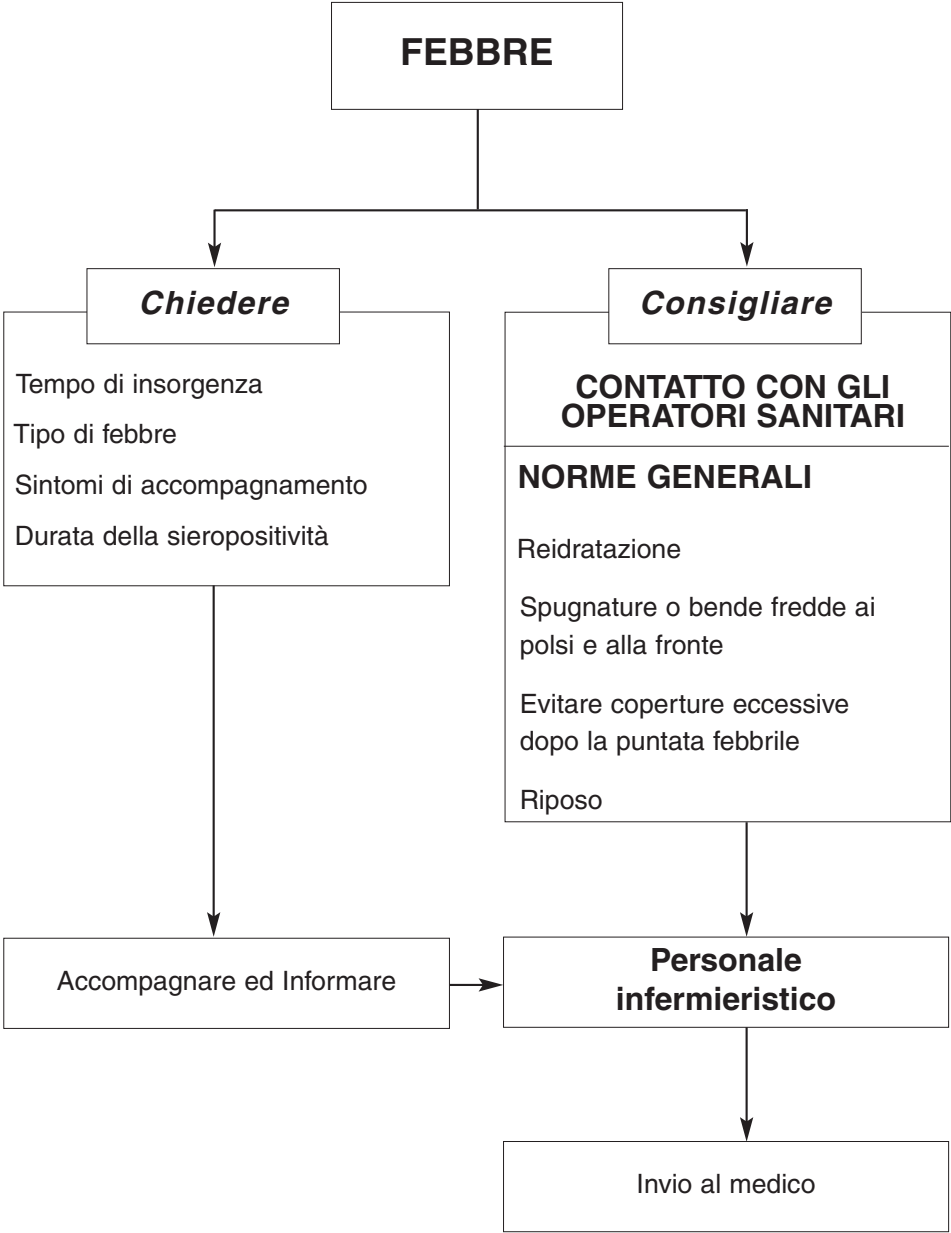 FEBBRE
Chiedere
Tempo di insorgenza
Tipo di febbre
Sintomi di accompagnamento
Durata della sieropositività
Consigliare
CONTATTO CON GLI
OPERATORI SANITARI
NORME GENERALI
Reidratazione
Spugnature o bende fredde ai
polsi e alla fronte
Evitare coperture eccessive
dopo la puntata febbrile
Riposo
Accompagnare ed Informare
Personale
infermieristico
Invio al medico